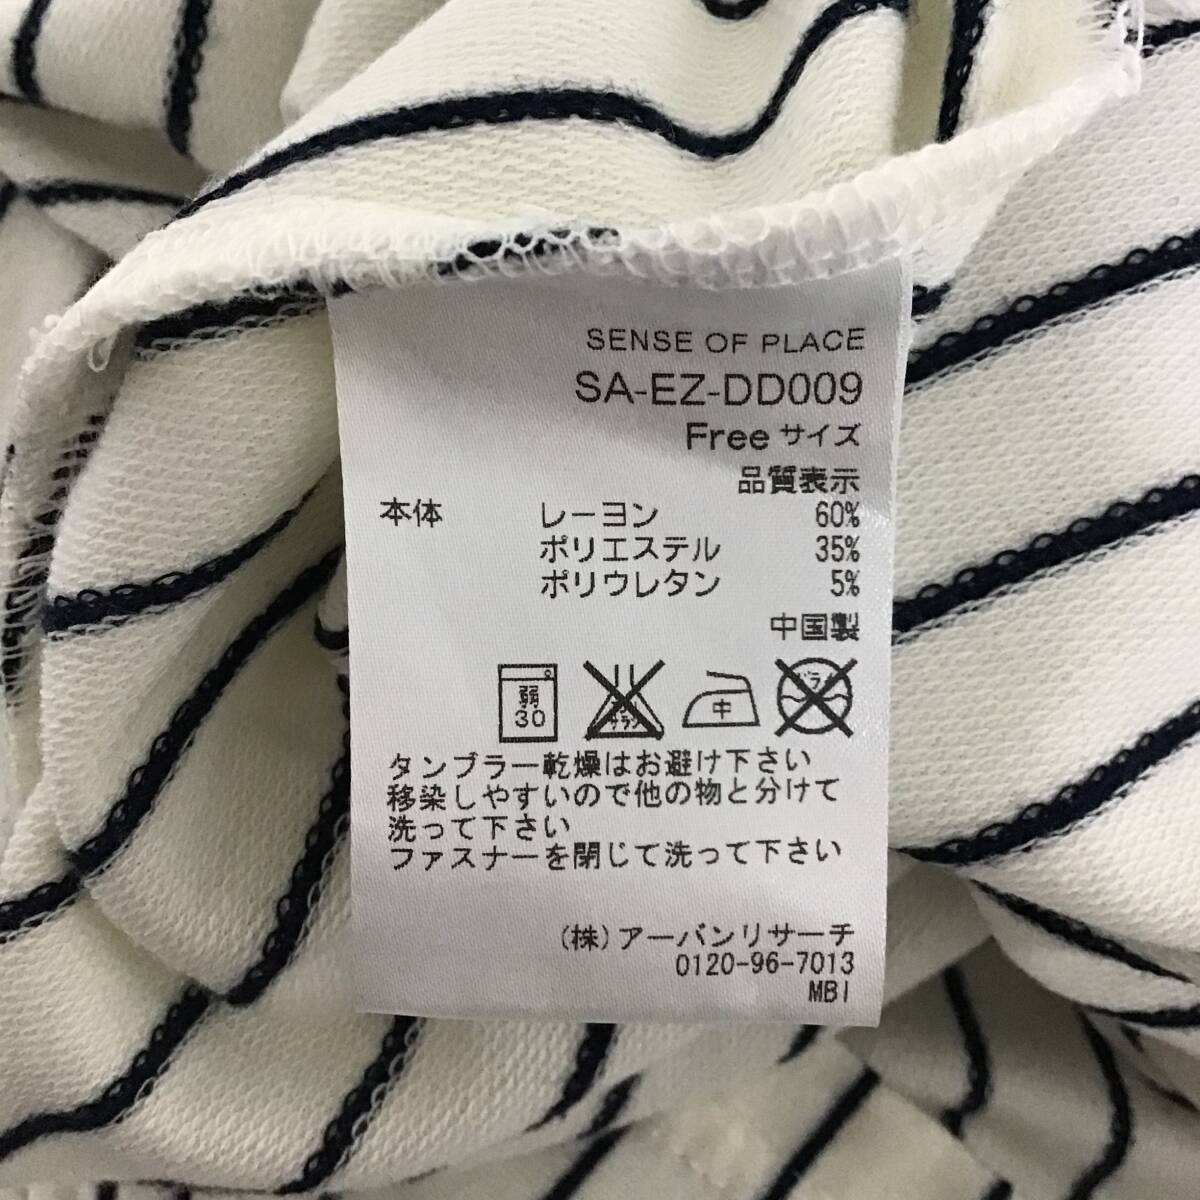 SENSE OF PLACE
SA-EZ-DD009
Free サイズ
品質表示
本体 レーヨン 60%
ポリエステル 35%
ポリウレタン 5%
中国製
弱 中
30
タンブラー乾燥はお避け下さい
移染しやすいので他の物と分けて
洗って下さい
ファスナーを閉じて洗って下さい
(株)アーバンリサーチ
0120-96-7013
MBI